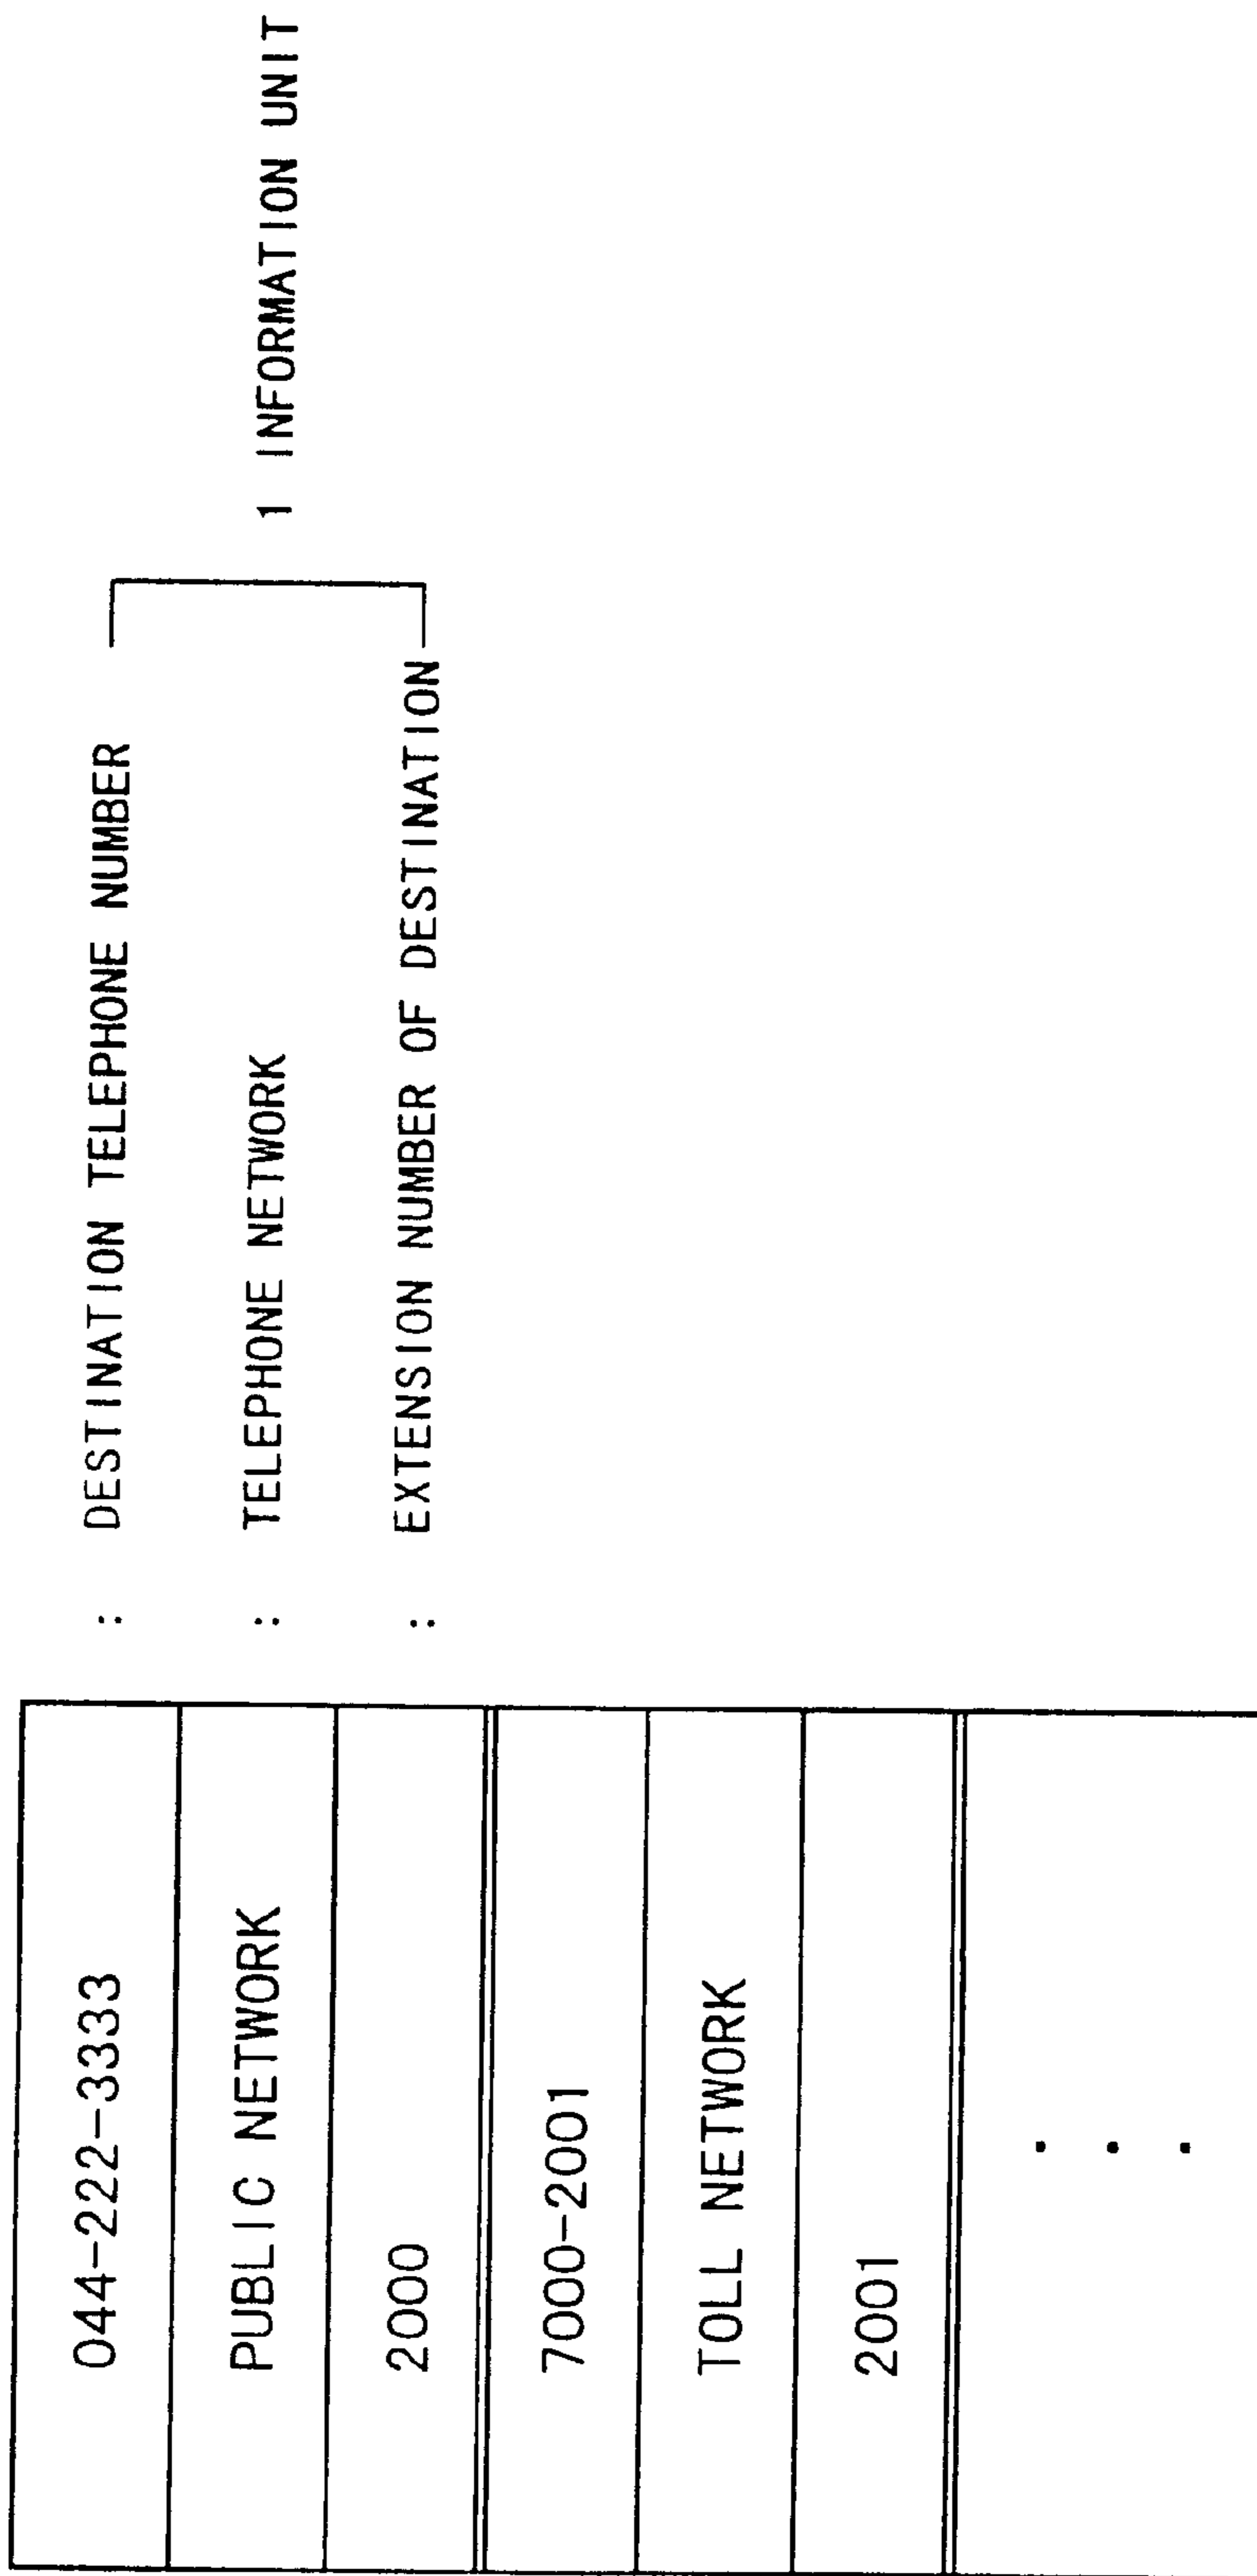 044-222-3333 : DESTINATION TELEPHONE NUMBER
PUBLIC NETWORK : TELEPHONE NETWORK 1 INFORMATION UNIT
2000 : EXTENSION NUMBER OF DESTINATION
7000-2001
TOLL NETWORK
2001
. . .